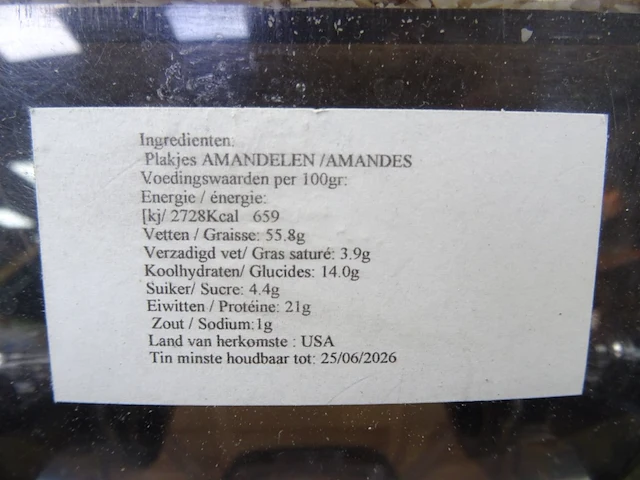 Ingredienten:
Plakjes AMANDELEN /AMANDES
Voedingswaarden per 100gr:
Energie / énergie:
[kj/ 2728Kcal 659
Vetten / Graisse: 55.8g
Verzadigd vet/ Gras saturé: 3.9g
Koolhydraten/ Glucides: 14.0g
Suiker/ Sucre: 4.4g
Eiwitten / Protéine: 21g
Zout / Sodium:1g
Land van herkomste : USA
Tin minste houdbaar tot: 25/06/2026